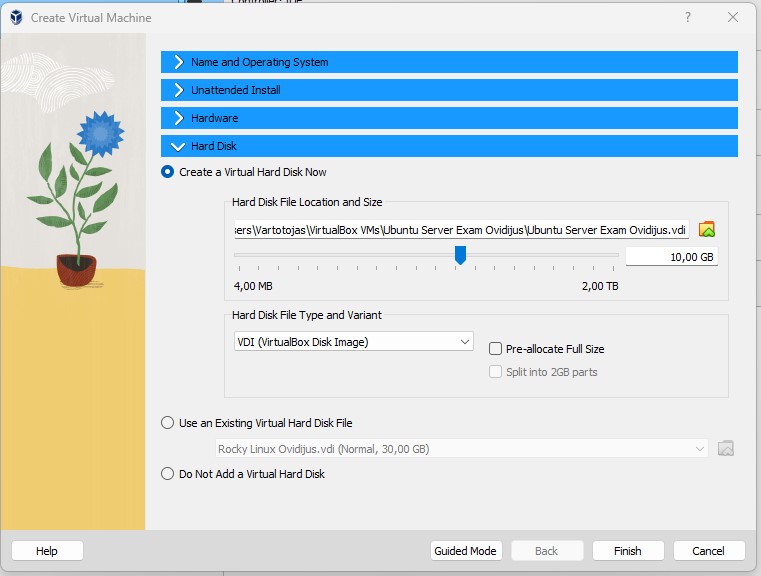 Create Virtual Machine
?
Name and Operating System
Unattended Install
Hardware
Hard Disk
Create a Virtual Hard Disk Now
Hard Disk File Location and Size
sers\Vartotojas\VirtualBox VMs\Ubuntu Server Exam Ovidijus\Ubuntu Server Exam Ovidijus.vdi
10,00 GB
4,00 MB 2,00 TB
Hard Disk File Type and Variant
VDI (VirtualBox Disk Image)
Pre-allocate Full Size
Split into 2GB parts
Use an Existing Virtual Hard Disk File
Rocky Linux Ovidijus.vdi (Normal, 30,00 GB)
Do Not Add a Virtual Hard Disk
Help Guided Mode Back Finish Cancel